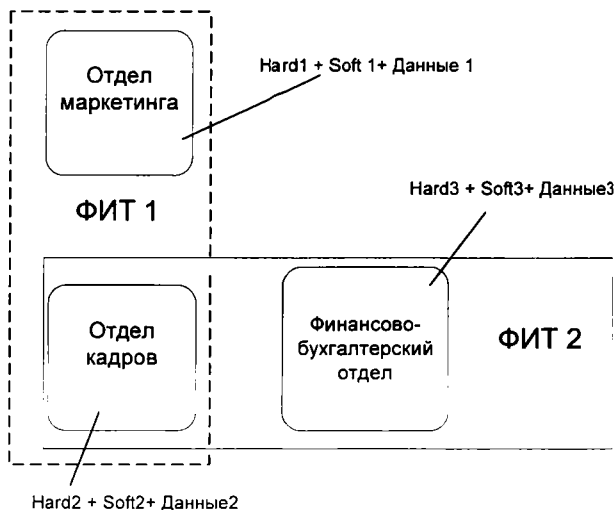 Отдел
маркетинга
Hard1 + Soft 1+ Данные 1
ФИТ 1
Hard3 + Soft3+ Данные3
Отдел
кадров
Финансово-
бухгалтерский
отдел
ФИТ 2
Hard2 + Soft2+ Данные2